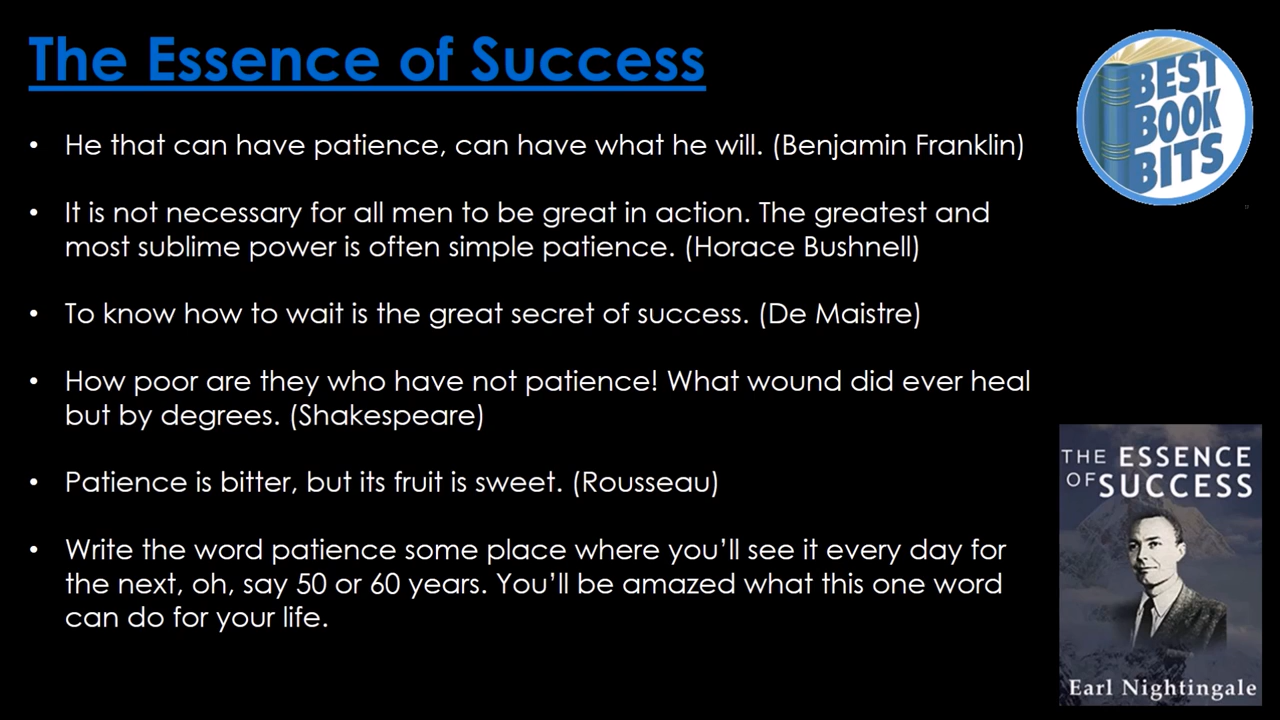 The Essence of Success
BEST
BOOK
BITS
• He that can have patience, can have what he will. (Benjamin Franklin)
• It is not necessary for all men to be great in action. The greatest and
most sublime power is often simple patience. (Horace Bushnell)
• To know how to wait is the great secret of success. (De Maistre)
• How poor are they who have not patience! What wound did ever heal
but by degrees. (Shakespeare)
• Patience is bitter, but its fruit is sweet. (Rousseau)
• Write the word patience some place where you’ll see it every day for
the next, oh, say 50 or 60 years. You’ll be amazed what this one word
can do for your life.
THE ESSENCE
OF SUCCESS
Earl Nightingale